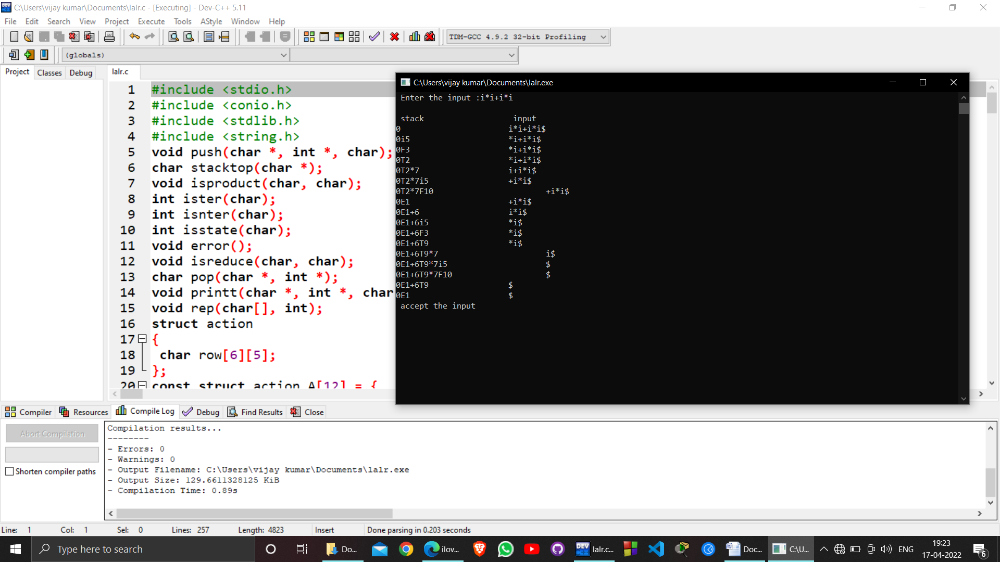 C:\Users\vijay kumar\Documents\lalr.c - [Executing] - Dev-C++ 5.11
File Edit Search View Project Execute Tools AStyle Window Help
TDM-GCC 4.9.2 32-bit Profiling
(globals)
Project Classes Debug
lalr.c
1 #include <stdio.h>
2 #include <conio.h>
3 #include <stdlib.h>
4 #include <string.h>
5 void push(char *, int *, char);
6 char stacktop(char *);
7 void isproduct(char, char);
8 int ister(char);
9 int isnter(char);
10 int isstate(char);
11 void error();
12 void isreduce(char, char);
13 char pop(char *, int *);
14 void printt(char *, int *, char
15 void rep(char[], int);
16 struct action
17 {
18 char row[6][5];
19 };
20 const struct action A[12] = {
C:\Users\vijay kumar\Documents\lalr.exe
Enter the input :i*i+i*i
stack input
0 i*i+i*i$
0i5 *i+i*i$
0F3 *i+i*i$
0T2 *i+i*i$
0T2*7 i+i*i$
0T2*7i5 +i*i$
0T2*7F10 +i*i$
0E1 +i*i$
0E1+6 i*i$
0E1+6i5 *i$
0E1+6F3 *i$
0E1+6T9 *i$
0E1+6T9*7 i$
0E1+6T9*7i5 $
0E1+6T9*7F10 $
0E1+6T9 $
0E1 $
accept the input
Compiler Resources Compile Log Debug Find Results Close
Abort Compilation
Shorten compiler paths
Compilation results...
--------
- Errors: 0
- Warnings: 0
- Output Filename: C:\Users\vijay kumar\Documents\lalr.exe
- Output Size: 129.6611328125 KiB
- Compilation Time: 0.89s
Line: 1 Col: 1 Sel: 0 Lines: 257 Length: 4823 Insert Done parsing in 0.203 seconds
Type here to search
Do...
ilov...
DEV
lalr.c...
Doc...
C:\U...
ENG
19:23
17-04-2022
6